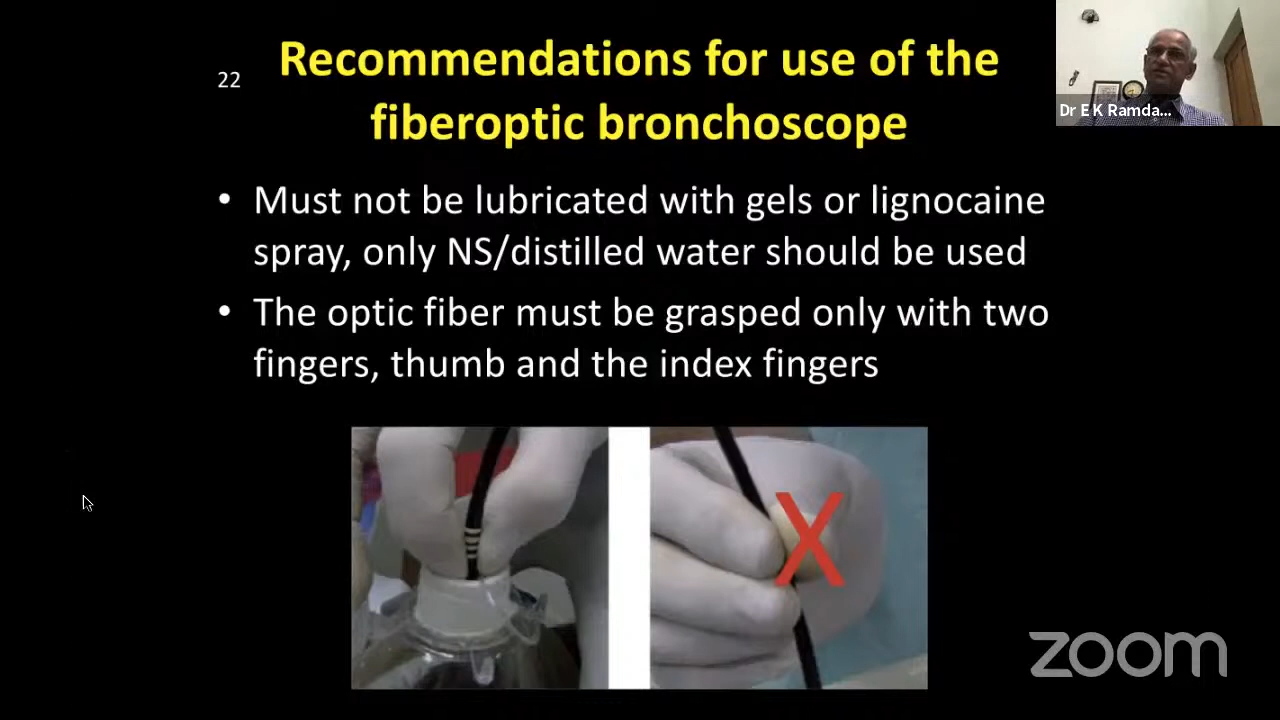 22
Recommendations for use of the
fiberoptic bronchoscope
• Must not be lubricated with gels or lignocaine
spray, only NS/distilled water should be used
• The optic fiber must be grasped only with two
fingers, thumb and the index fingers
X
Dr E K Ramda...
zoom